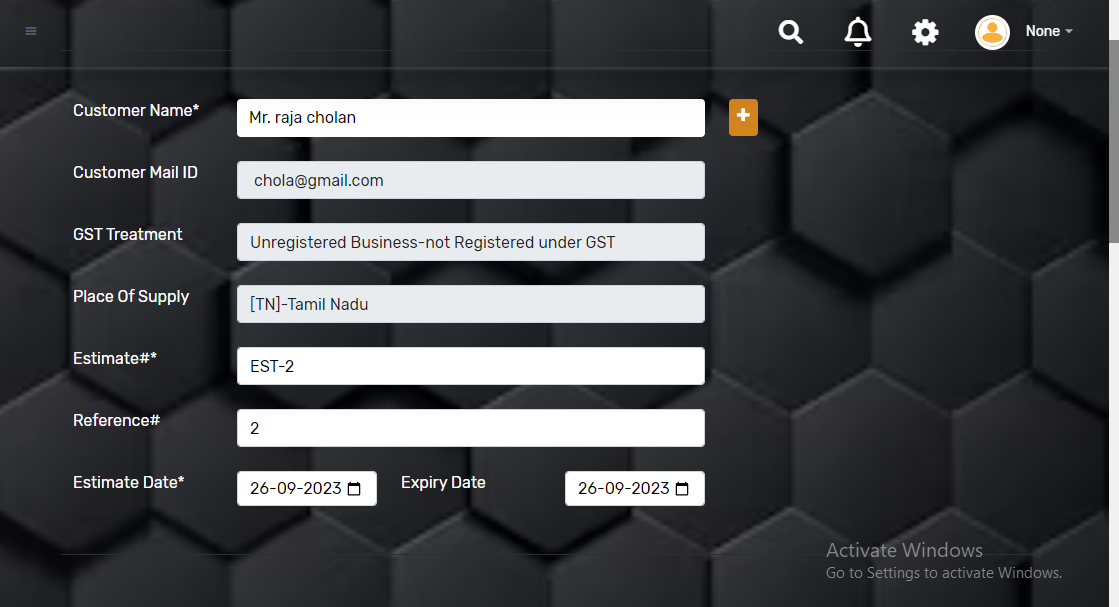 None
Customer Name*
Mr. raja cholan
Customer Mail ID
chola@gmail.com
GST Treatment
Unregistered Business-not Registered under GST
Place Of Supply
[TN]-Tamil Nadu
Estimate#*
EST-2
Reference#
2
Estimate Date*
26-09-2023
Expiry Date
26-09-2023
Activate Windows
Go to Settings to activate Windows.